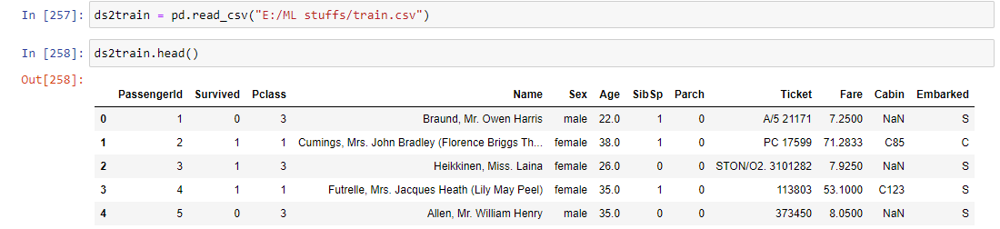 In [257]: ds2train = pd.read_csv("E:/ML stuffs/train.csv")
In [258]: ds2train.head()
Out[258]:
PassengerId Survived Pclass Name Sex Age SibSp Parch Ticket Fare Cabin Embarked
0 1 0 3 Braund, Mr. Owen Harris male 22.0 1 0 A/5 21171 7.2500 NaN S
1 2 1 1 Cumings, Mrs. John Bradley (Florence Briggs Th... female 38.0 1 0 PC 17599 71.2833 C85 C
2 3 1 3 Heikkinen, Miss. Laina female 26.0 0 0 STON/O2. 3101282 7.9250 NaN S
3 4 1 1 Futrelle, Mrs. Jacques Heath (Lily May Peel) female 35.0 1 0 113803 53.1000 C123 S
4 5 0 3 Allen, Mr. William Henry male 35.0 0 0 373450 8.0500 NaN S